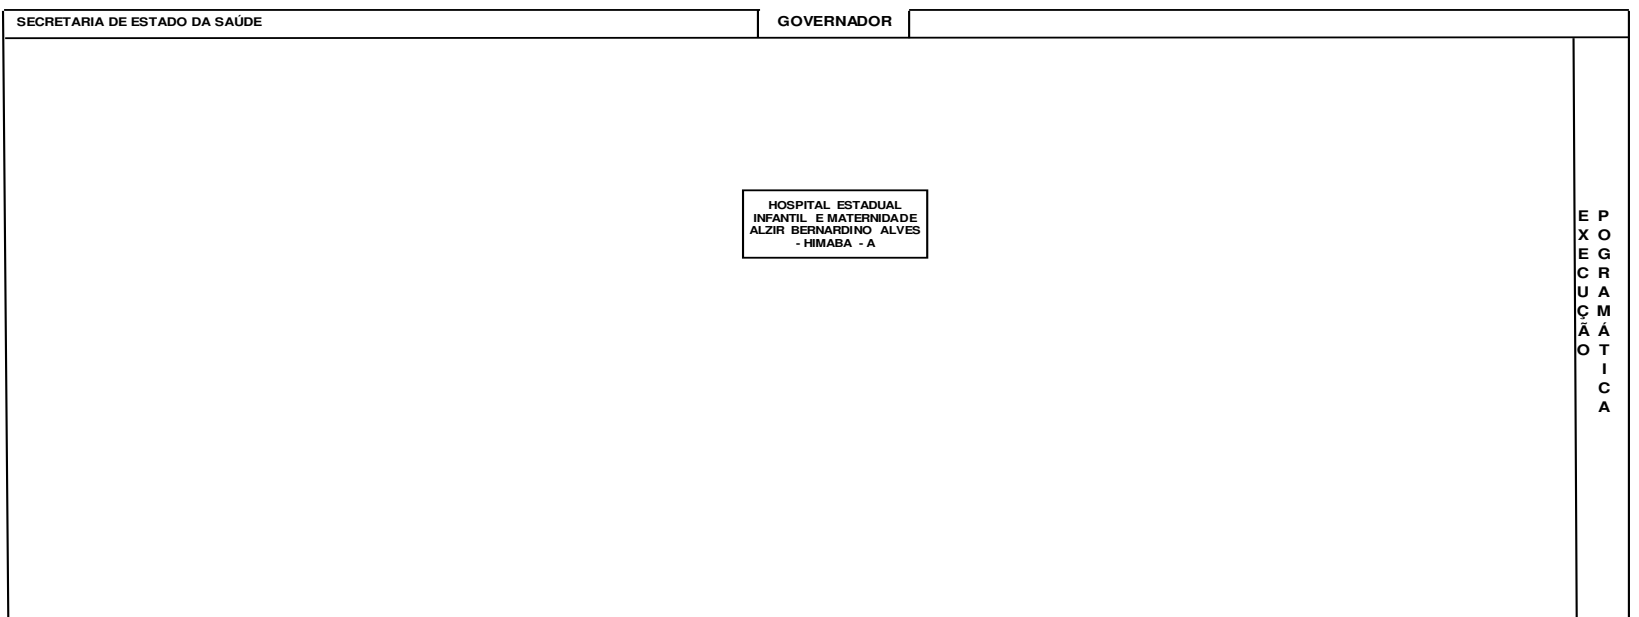 SECRETARIA DE ESTADO DA SAÚDE
GOVERNADOR
HOSPITAL ESTADUAL
INFANTIL E MATERNIDADE
ALZIR BERNARDINO ALVES
- HIMABA - A
EXECUÇÃO
POGRAMÁTICA